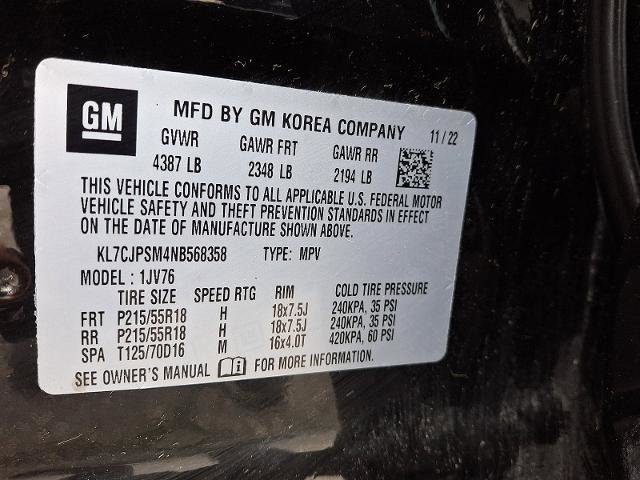 GM
MFD BY GM KOREA COMPANY 11/22
GVWR GAWR FRT GAWR RR
4387 LB 2348 LB 2194 LB
THIS VEHICLE CONFORMS TO ALL APPLICABLE U.S. FEDERAL MOTOR
VEHICLE SAFETY AND THEFT PREVENTION STANDARDS IN EFFECT
ON THE DATE OF MANUFACTURE SHOWN ABOVE.
KL7CJPSM4NB568358 TYPE: MPV
MODEL: 1JV76
TIRE SIZE SPEED RTG RIM COLD TIRE PRESSURE
FRT P215/55R18 H 18x7.5J 240KPA, 35 PSI
RR P215/55R18 H 18x7.5J 240KPA, 35 PSI
SPA T125/70D16 M 16x4.0T 420KPA, 60 PSI
SEE OWNER'S MANUAL FOR MORE INFORMATION.